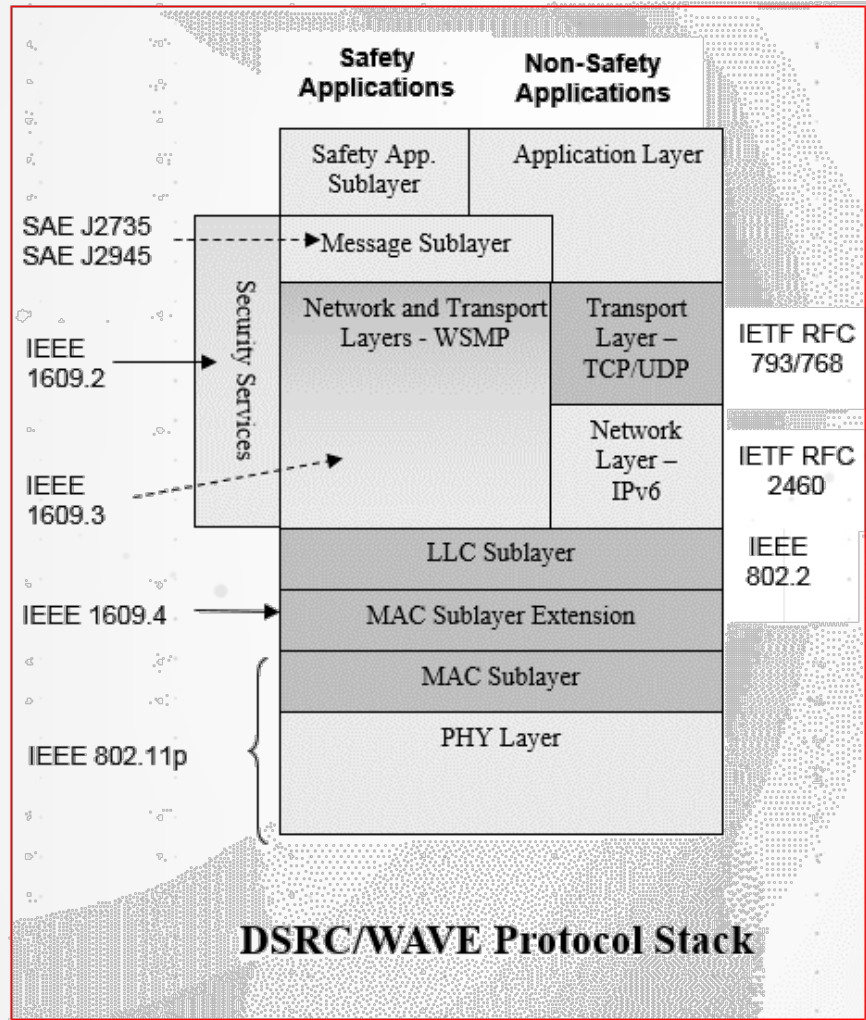 Safety
Applications
Non-Safety
Applications
Safety App.
Sublayer
Application Layer
SAE J2735
SAE J2945
Message Sublayer
Security Services
Network and Transport
Layers - WSMP
Transport
Layer –
TCP/UDP
IETF RFC
793/768
IEEE
1609.2
Network
Layer –
IPv6
IETF RFC
2460
IEEE
1609.3
LLC Sublayer
IEEE
802.2
IEEE 1609.4
MAC Sublayer Extension
MAC Sublayer
IEEE 802.11p
PHY Layer
DSRC/WAVE Protocol Stack